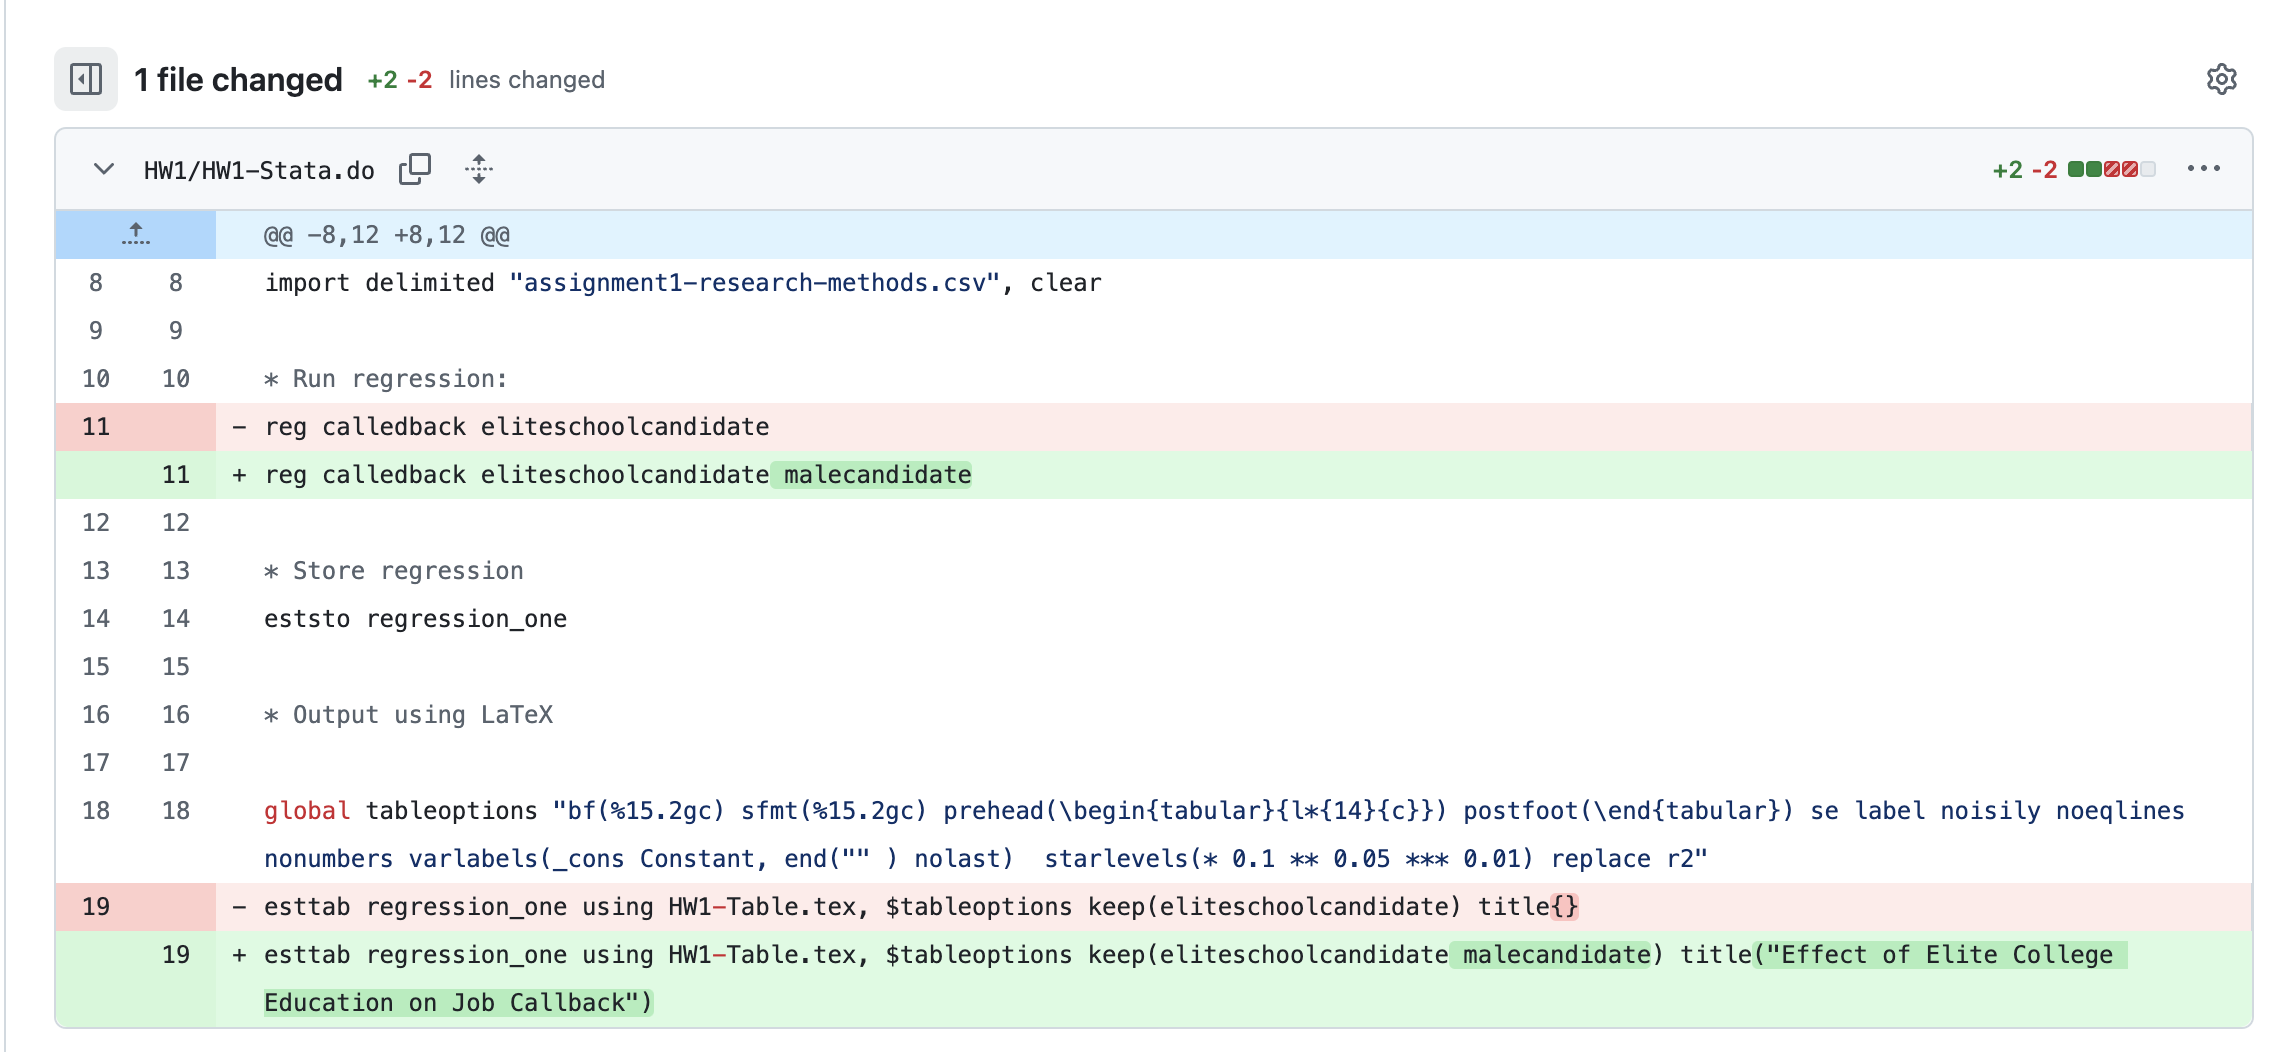 1 file changed +2 -2 lines changed
HW1/HW1-Stata.do +2 -2
@@ -8,12 +8,12 @@
8 8 import delimited "assignment1-research-methods.csv", clear
9 9
10 10 * Run regression:
11 - reg calledback eliteschoolcandidate
11 + reg calledback eliteschoolcandidate malecandidate
12 12
13 13 * Store regression
14 14 eststo regression_one
15 15
16 16 * Output using LaTeX
17 17
18 18 global tableoptions "bf(%15.2gc) sfmt(%15.2gc) prehead(\begin{tabular}{l*{14}{c}}) postfoot(\end{tabular}) se label noisily noeqlines
nonumbers varlabels(_cons Constant, end("" ) nolast)  starlevels(* 0.1 ** 0.05 *** 0.01) replace r2"
19 - esttab regression_one using HW1-Table.tex, $tableoptions keep(eliteschoolcandidate) title{}
19 + esttab regression_one using HW1-Table.tex, $tableoptions keep(eliteschoolcandidate malecandidate) title("Effect of Elite College
Education on Job Callback")